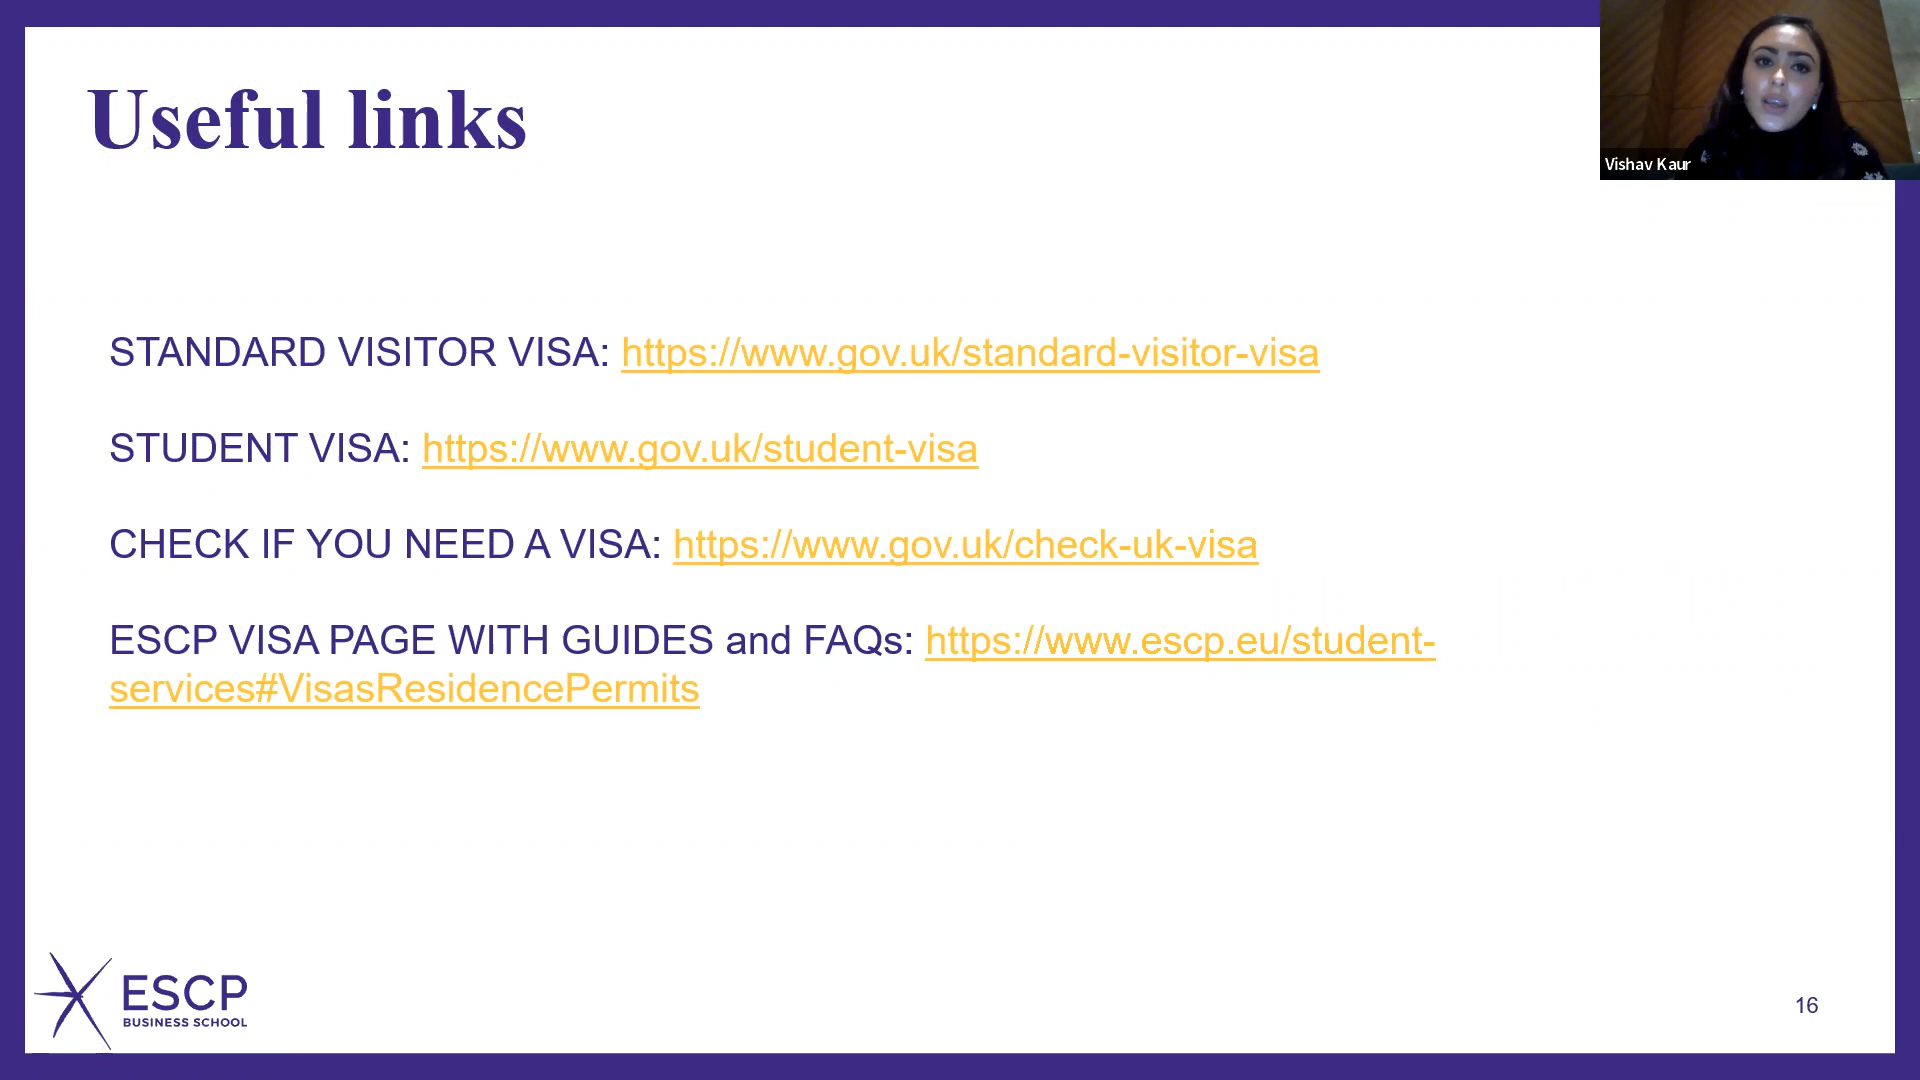 Useful links
Vishav Kaur
STANDARD VISITOR VISA: https://www.gov.uk/standard-visitor-visa
STUDENT VISA: https://www.gov.uk/student-visa
CHECK IF YOU NEED A VISA: https://www.gov.uk/check-uk-visa
ESCP VISA PAGE WITH GUIDES and FAQs: https://www.escp.eu/student-
services#VisasResidencePermits
ESCP
BUSINESS SCHOOL
16